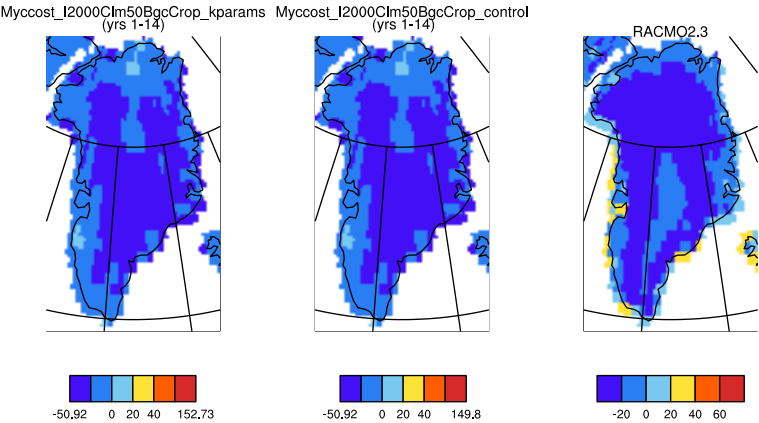 Myccost_I2000Clm50BgcCrop_kparams
(yrs 1-14)
Myccost_I2000Clm50BgcCrop_control
(yrs 1-14)
RACMO2.3
-50.92 0 20 40 152.73
-50.92 0 20 40 149.8
-20 0 20 40 60